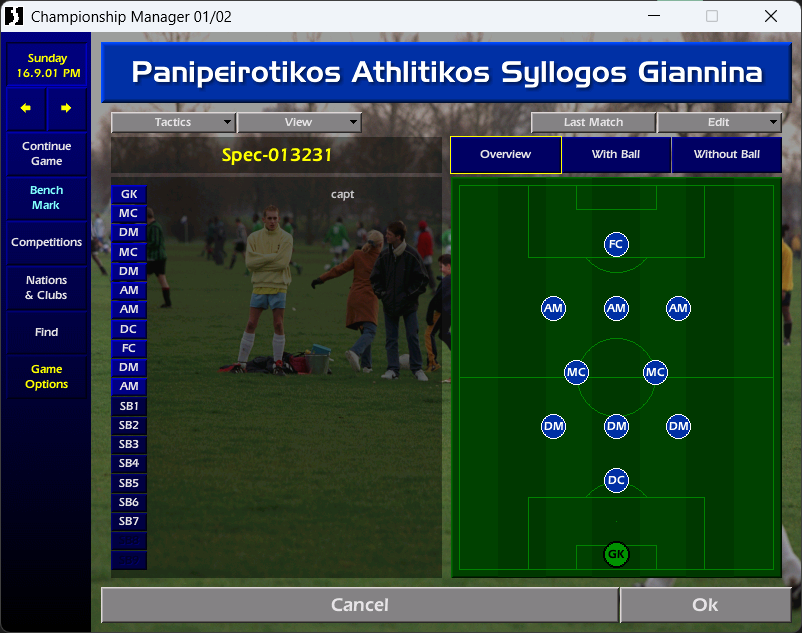 Championship Manager 01/02
Sunday
16.9.01 PM
Continue
Game
Bench
Mark
Competitions
Nations
& Clubs
Find
Game
Options
Panipeirotikos Athlitikos Syllogos Giannina
Tactics
View
Last Match
Edit
Spec-013231
Overview
With Ball
Without Ball
GK capt
MC
DM
MC
DM
AM
AM
DC
FC
DM
AM
SB1
SB2
SB3
SB4
SB5
SB6
SB7
FC
AM AM AM
MC MC
DM DM DM
DC
GK
Cancel
Ok